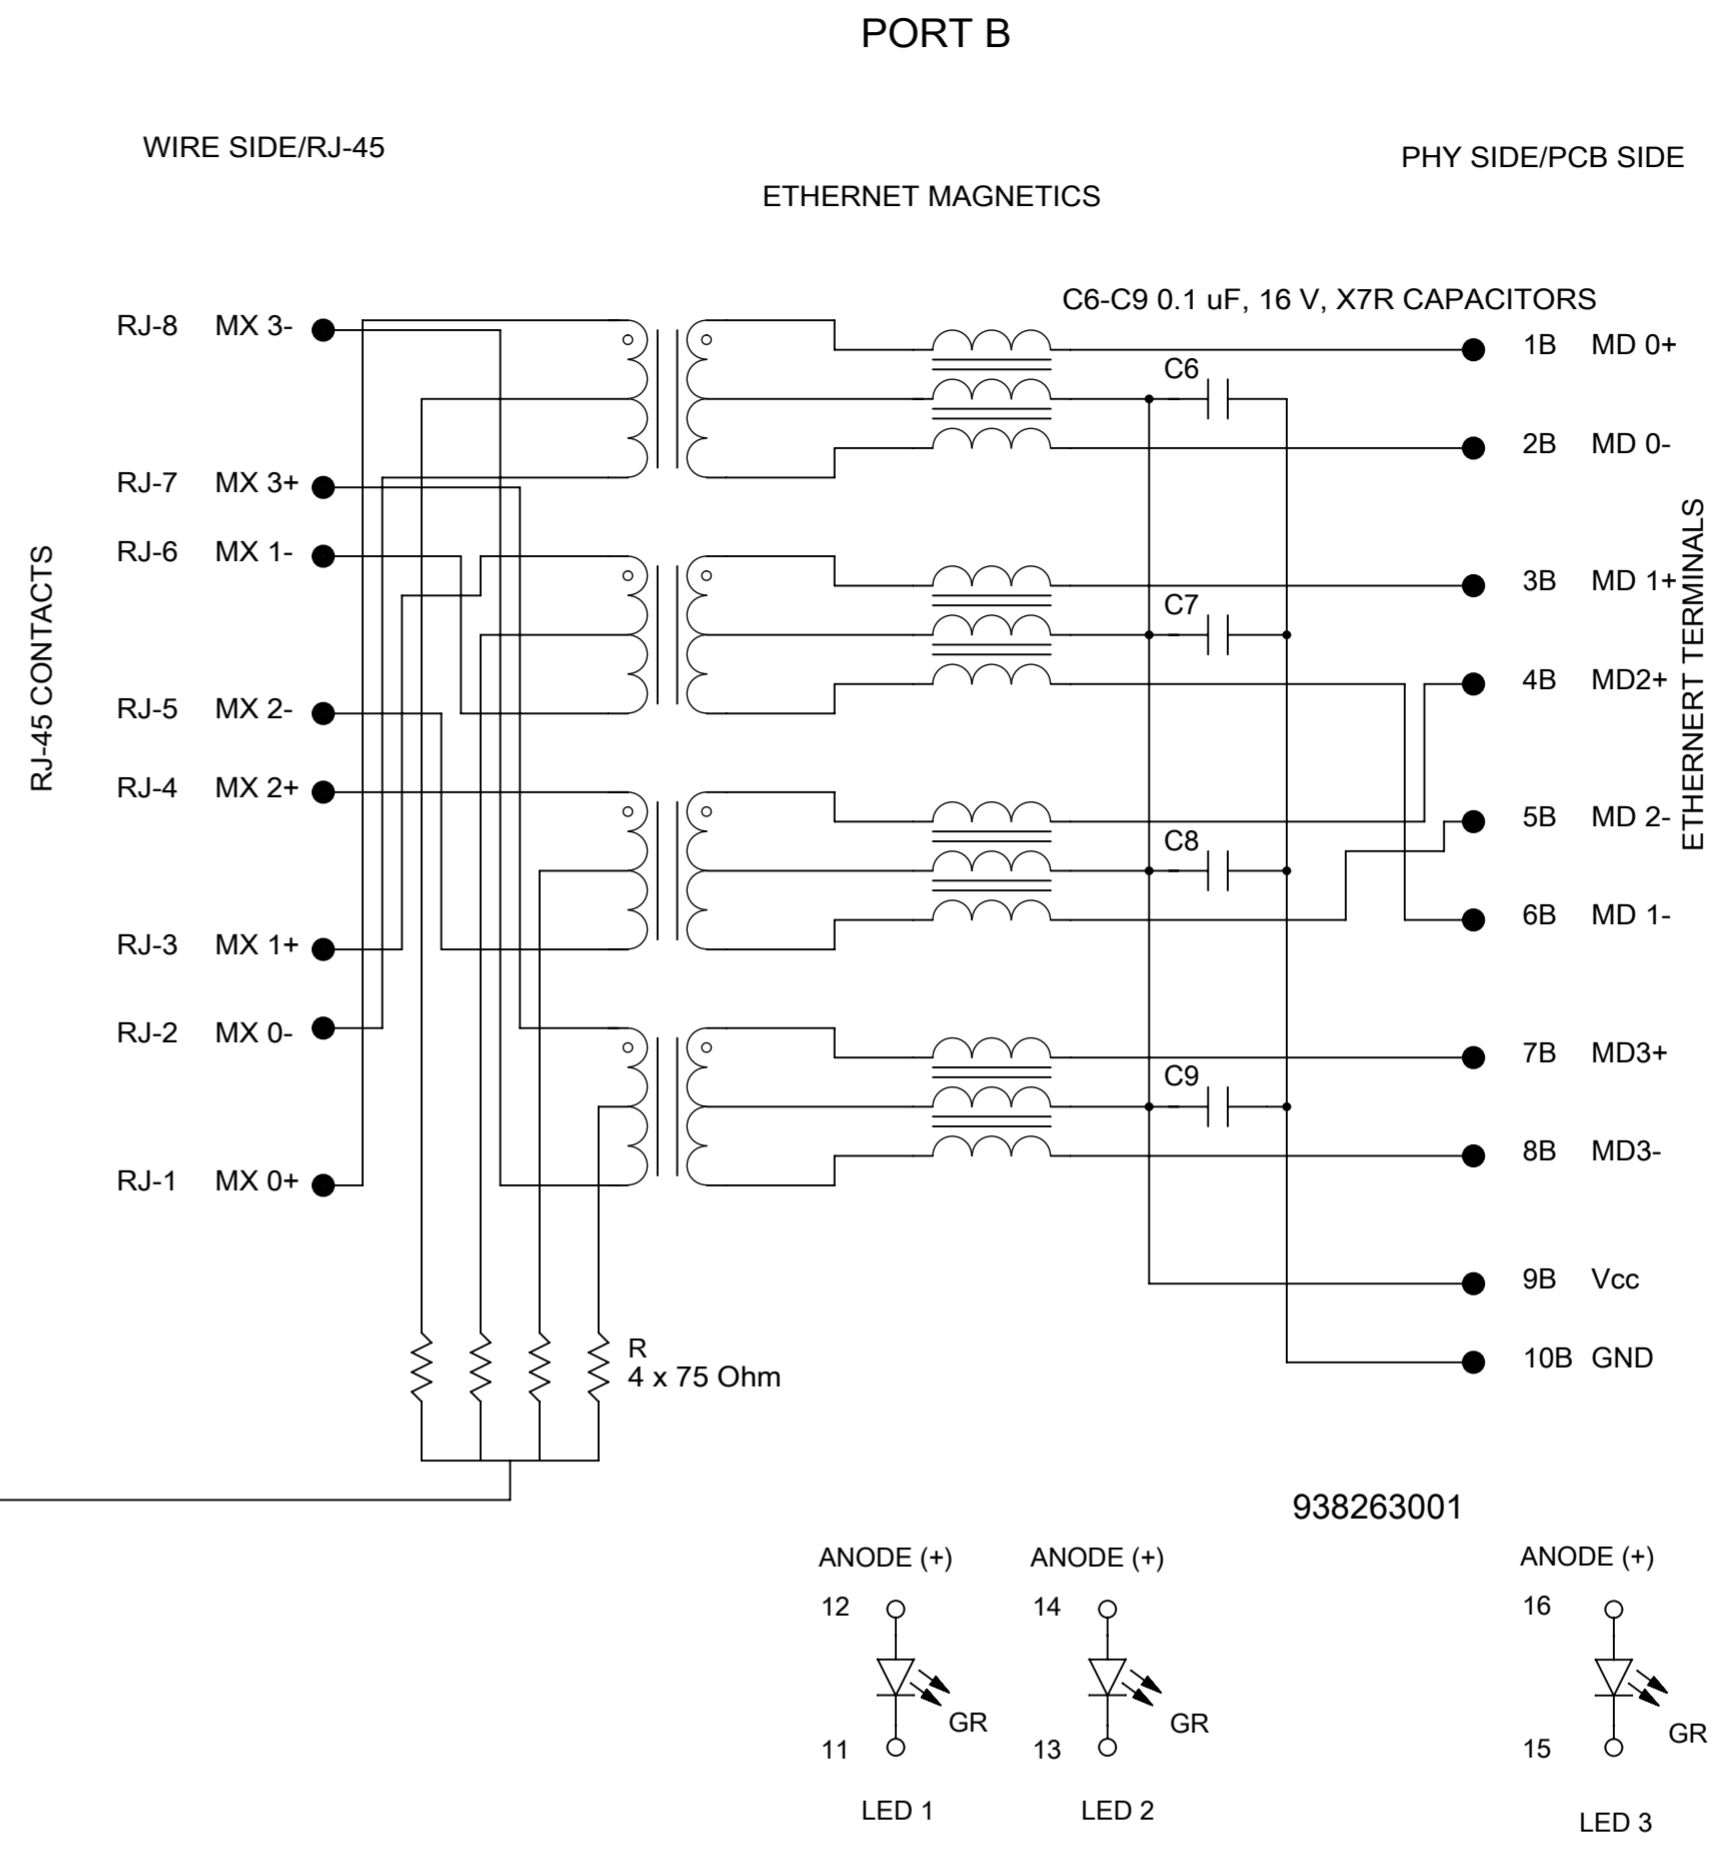 PORT B
WIRE SIDE/RJ-45
PHY SIDE/PCB SIDE
ETHERNET MAGNETICS
C6-C9 0.1 uF, 16 V, X7R CAPACITORS
RJ-8 MX 3-
1B MD 0+
C6
2B MD 0-
RJ-7 MX 3+
RJ-6 MX 1-
3B MD 1+
C7
RJ-45 CONTACTS
ETHERNERT TERMINALS
4B MD2+
RJ-5 MX 2-
RJ-4 MX 2+
5B MD 2-
C8
6B MD 1-
RJ-3 MX 1+
RJ-2 MX 0-
7B MD3+
C9
8B MD3-
RJ-1 MX 0+
9B Vcc
R
4 x 75 Ohm
10B GND
938263001
ANODE (+) ANODE (+) ANODE (+)
12 14 16
GR GR GR
11 13 15
LED 1 LED 2 LED 3